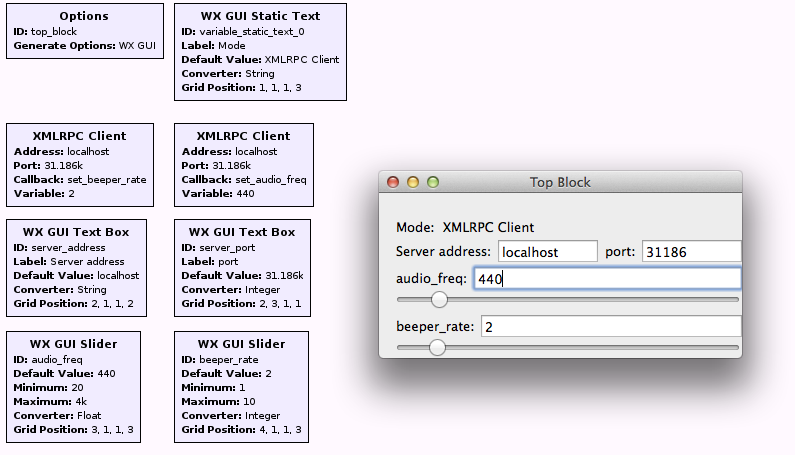 Options
ID: top_block
Generate Options: WX GUI
WX GUI Static Text
ID: variable_static_text_0
Label: Mode
Default Value: XMLRPC Client
Converter: String
Grid Position: 1, 1, 1, 3
XMLRPC Client
Address: localhost
Port: 31.186k
Callback: set_beeper_rate
Variable: 2
XMLRPC Client
Address: localhost
Port: 31.186k
Callback: set_audio_freq
Variable: 440
WX GUI Text Box
ID: server_address
Label: Server address
Default Value: localhost
Converter: String
Grid Position: 2, 1, 1, 2
WX GUI Text Box
ID: server_port
Label: port
Default Value: 31.186k
Converter: Integer
Grid Position: 2, 3, 1, 1
WX GUI Slider
ID: audio_freq
Default Value: 440
Minimum: 20
Maximum: 4k
Converter: Float
Grid Position: 3, 1, 1, 3
WX GUI Slider
ID: beeper_rate
Default Value: 2
Minimum: 1
Maximum: 10
Converter: Integer
Grid Position: 4, 1, 1, 3
Top Block
Mode: XMLRPC Client
Server address: localhost port: 31186
audio_freq: 440
beeper_rate: 2